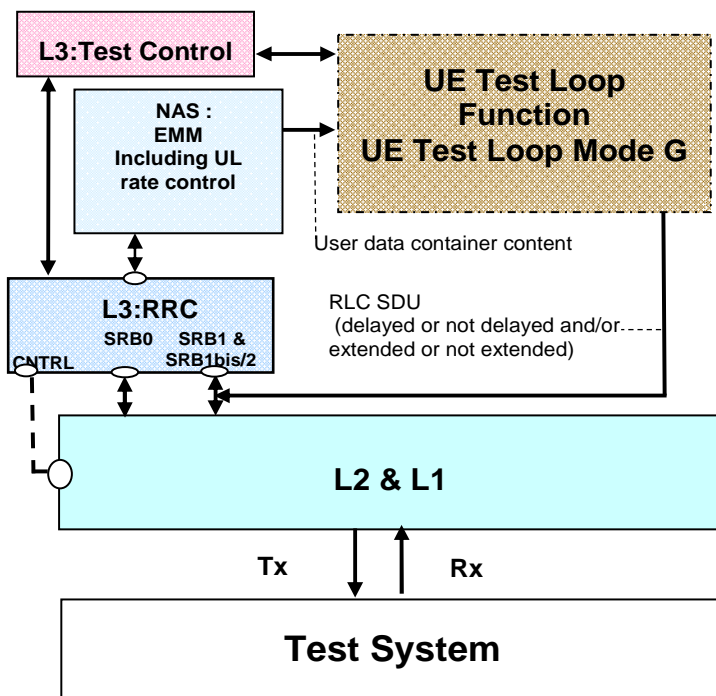 L3:Test Control
UE Test Loop
Function
UE Test Loop Mode G
NAS :
EMM
Including UL
rate control
User data container content
RLC SDU
(delayed or not delayed and/or
extended or not extended)
L3:RRC
SRB0
SRB1 &
SRB1bis/2
CNTRL
L2 & L1
Tx
Rx
Test System